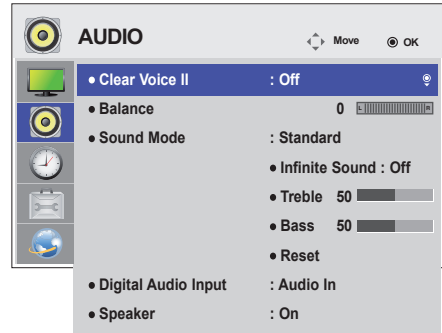 AUDIO
Move
OK
• Clear Voice II : Off
• Balance 0 L R
• Sound Mode : Standard
• Infinite Sound : Off
• Treble 50
• Bass 50
• Reset
• Digital Audio Input : Audio In
• Speaker : On